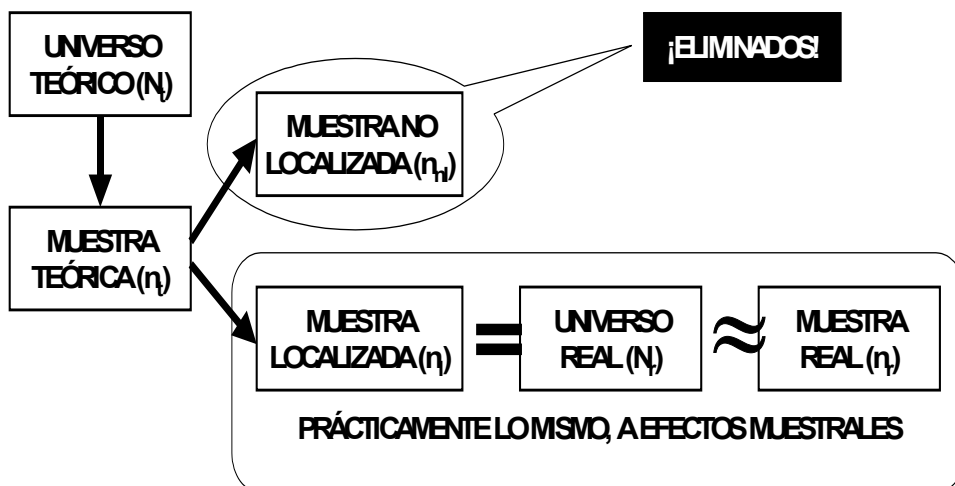 UNIVERSO
TEÓRICO (Nt)
¡ELIMINADOS!
MUESTRA NO
LOCALIZADA (nnl)
MUESTRA
TEÓRICA (nt)
MUESTRA
LOCALIZADA (nl)
=
UNIVERSO
REAL (Nr)
≈
MUESTRA
REAL (nr)
PRÁCTICAMENTE LO MISMO, A EFECTOS MUESTRALES